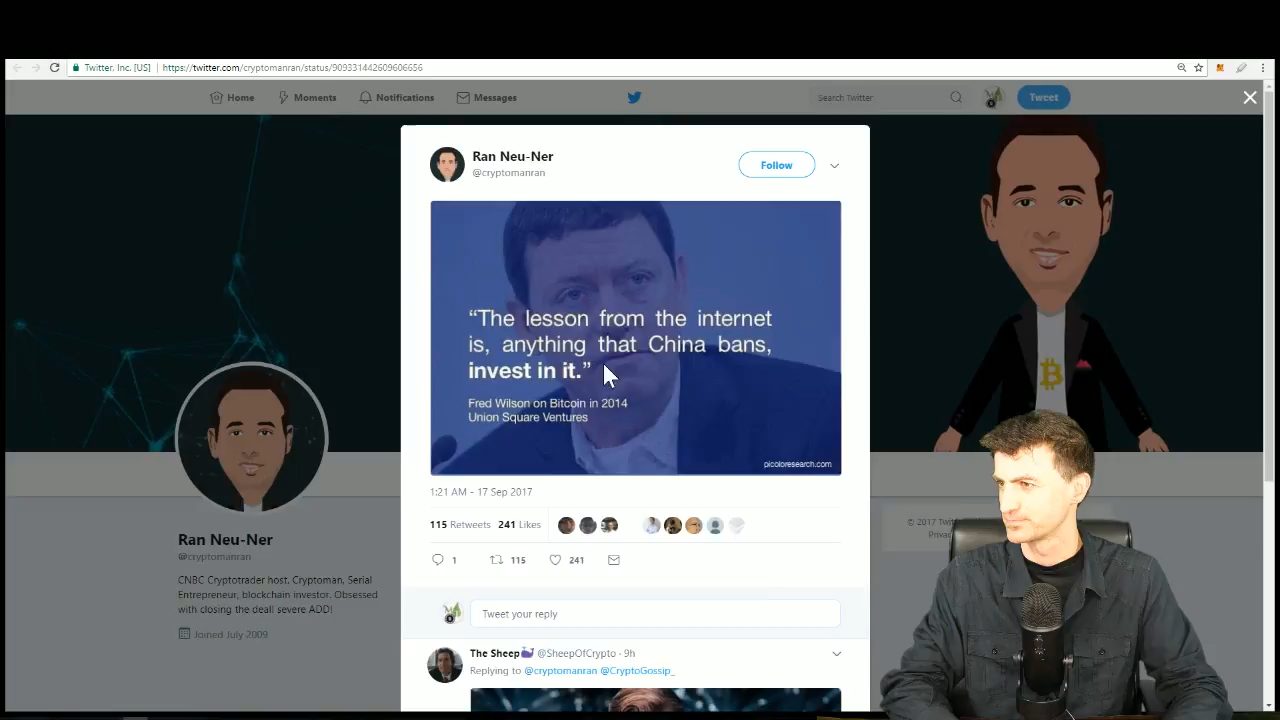 Twitter, Inc. [US] | https://twitter.com/cryptomanran/status/909331442609606656
Home Moments Notifications Messages Search Twitter Tweet
Ran Neu-Ner
@cryptomanran
Follow
“The lesson from the internet
is, anything that China bans,
invest in it.”
Fred Wilson on Bitcoin in 2014
Union Square Ventures
picoloresearch.com
1:21 AM - 17 Sep 2017
115 Retweets 241 Likes
1 115 241
Tweet your reply
The Sheep @SheepOfCrypto · 9h
Replying to @cryptomanran @CryptoGossip_
Ran Neu-Ner
@cryptomanran
CNBC Cryptotrader host, Cryptoman, Serial
Entrepreneur, blockchain investor. Obsessed
with closing the deal! severe ADD!
Joined July 2009
© 2017